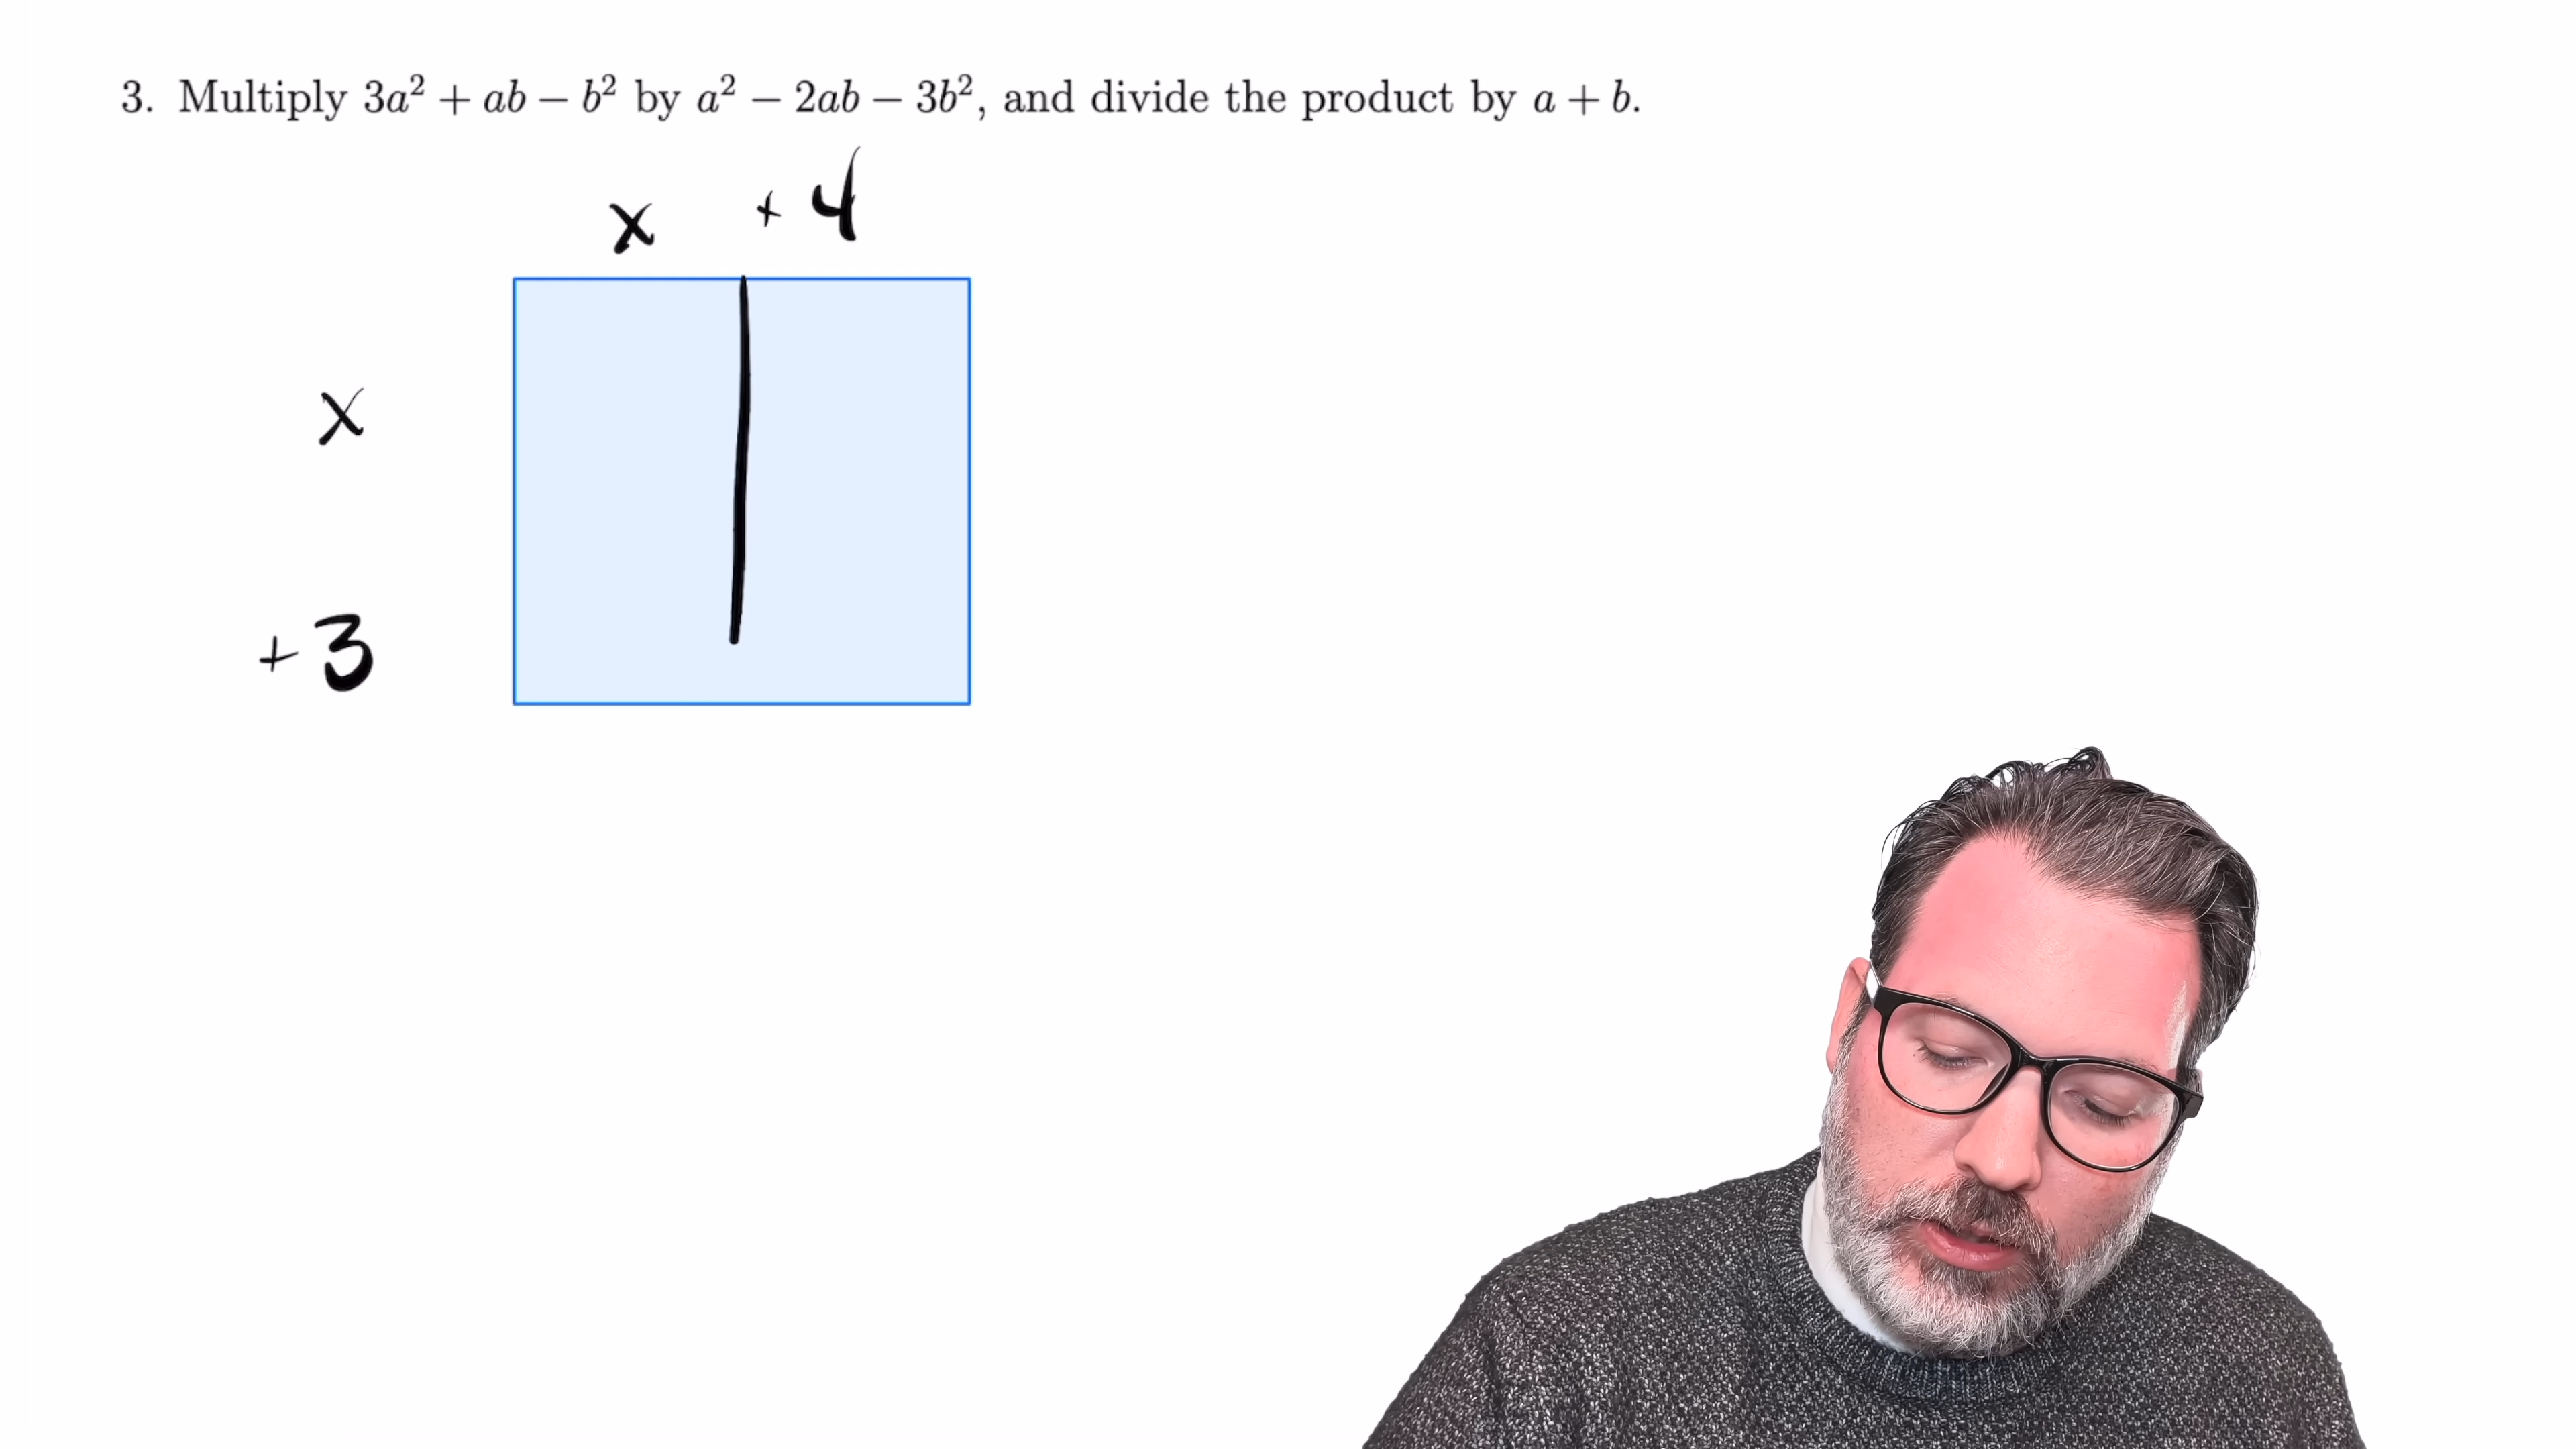 3. Multiply 3a² + ab − b² by a² − 2ab − 3b², and divide the product by a + b.
x + 4
x
+ 3